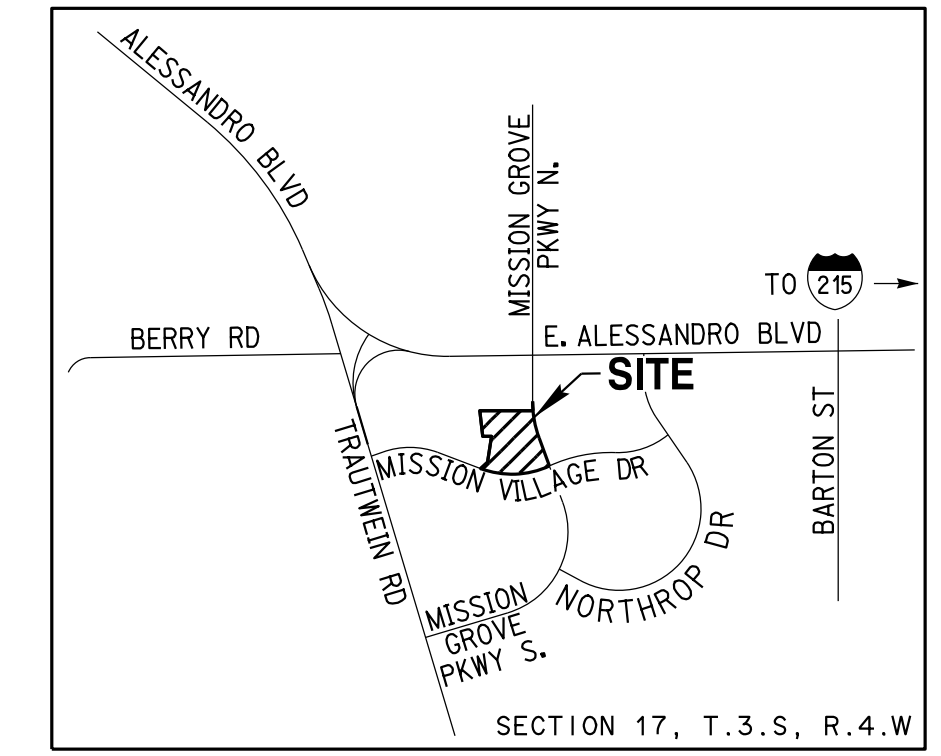 ALESSANDRO BLVD
MISSION GROVE
PKWY N.
TO 215
BERRY RD
E. ALESSANDRO BLVD
SITE
TRAUTWEIN RD
MISSION VILLAGE DR
BARTON ST
NORTHROP DR
MISSION
GROVE
PKWY S.
SECTION 17, T.3.S, R.4.W